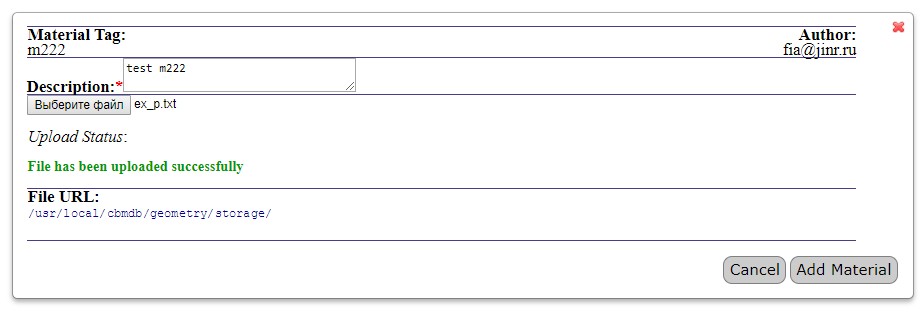 Material Tag: Author:
m222 fia@jinr.ru
Description:* test m222
Выберите файл ex_p.txt
Upload Status:
File has been uploaded successfully
File URL:
/usr/local/cbmdb/geometry/storage/
Cancel Add Material